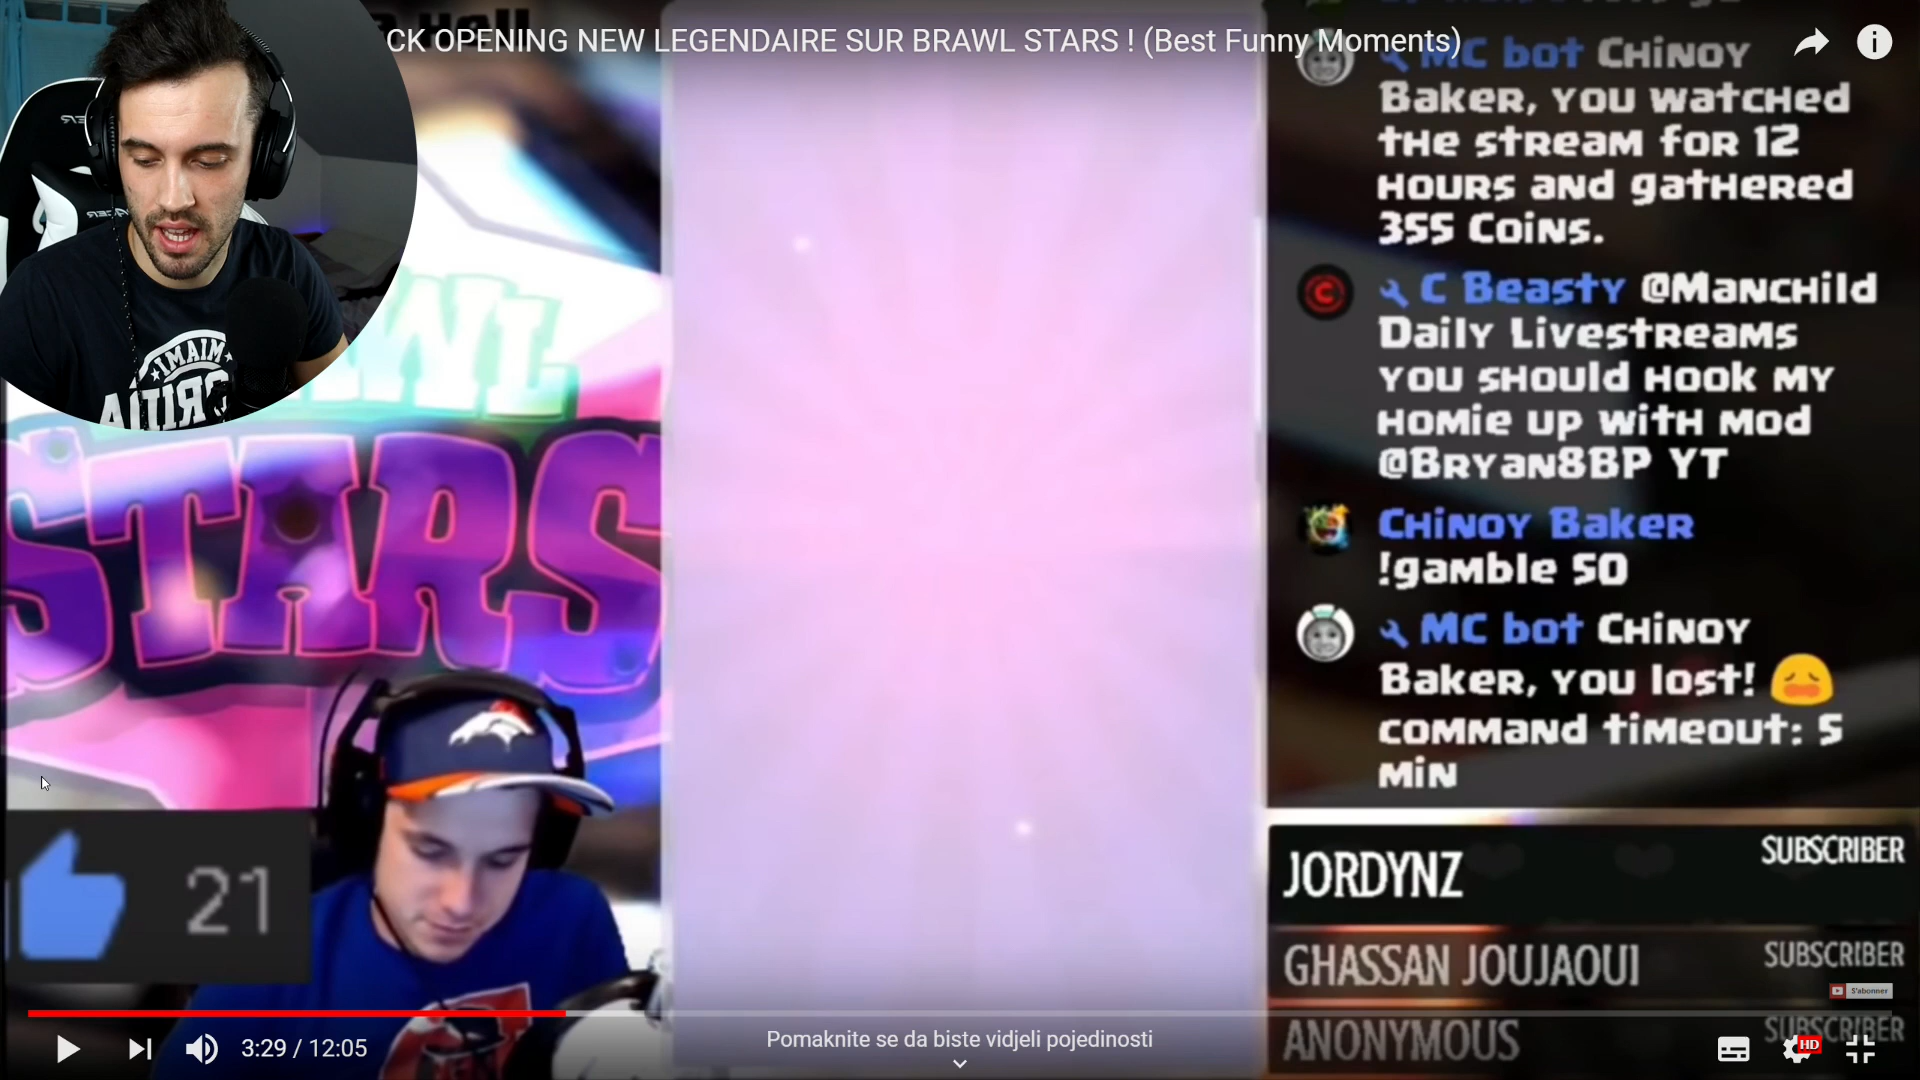 CK OPENING NEW LEGENDAIRE SUR BRAWL STARS ! (Best Funny Moments)
MC bot Chinoy
Baker, you watched
the stream for 12
hours and gathered
355 Coins.
C Beasty @Manchild
Daily Livestreams
you should hook my
homie up with mod
@Bryan8BP YT
Chinoy Baker
!gamble 50
MC bot Chinoy
Baker, you lost!
command timeout: 5
min
MIAMI
STARS
21
JORDYNZ SUBSCRIBER
GHASSAN JOUJAOUI SUBSCRIBER
S'abonner
ANONYMOUS SUBSCRIBER
3:29 / 12:05
Pomaknite se da biste vidjeli pojedinosti
HD